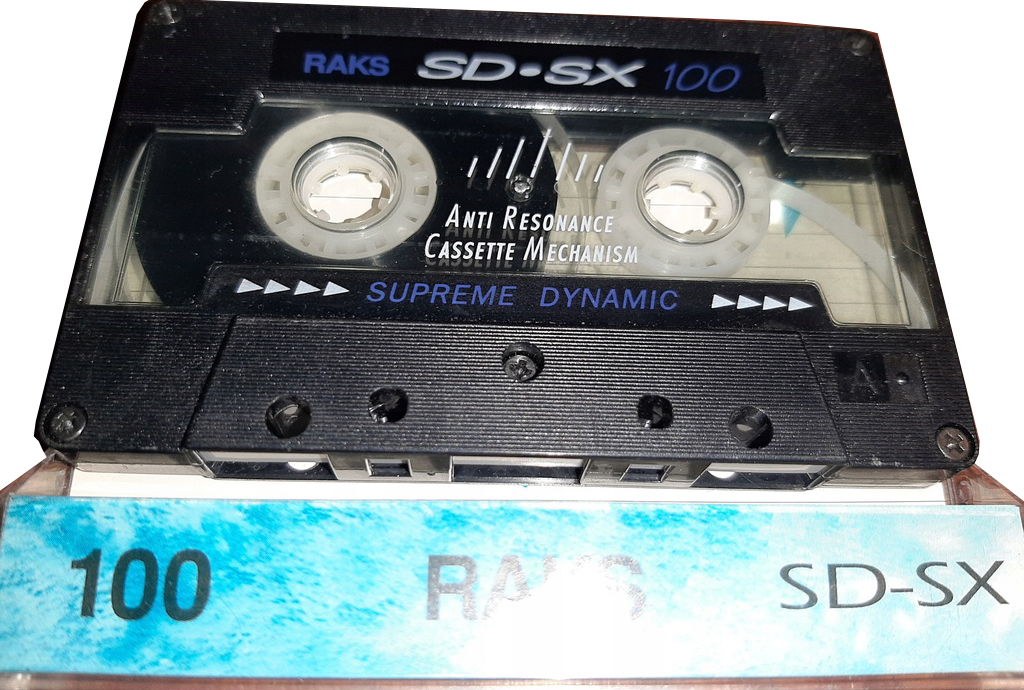 RAKS SD•SX 100
ANTI RESONANCE
CASSETTE MECHANISM
SUPREME DYNAMIC
A
100 RAKS SD-SX